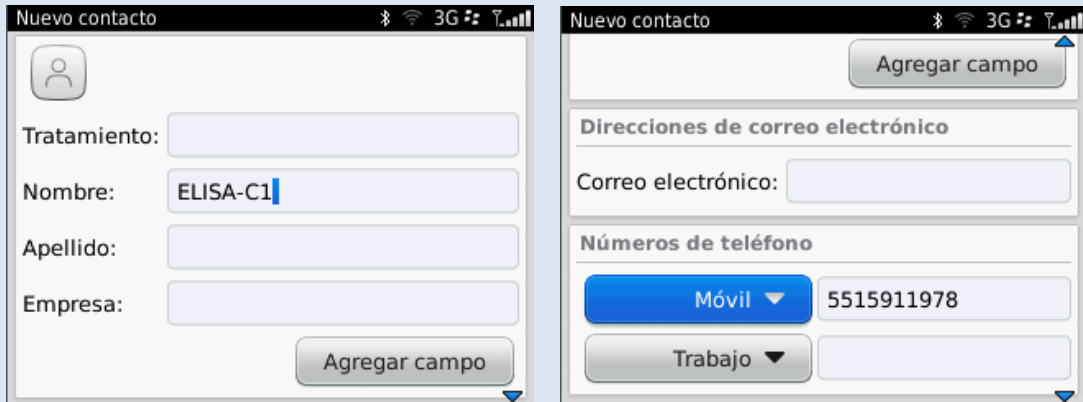 Nuevo contacto 3G
Tratamiento:
Nombre: ELISA-C1
Apellido:
Empresa:
Agregar campo
Nuevo contacto 3G
Agregar campo
Direcciones de correo electrónico
Correo electrónico:
Números de teléfono
Móvil 5515911978
Trabajo